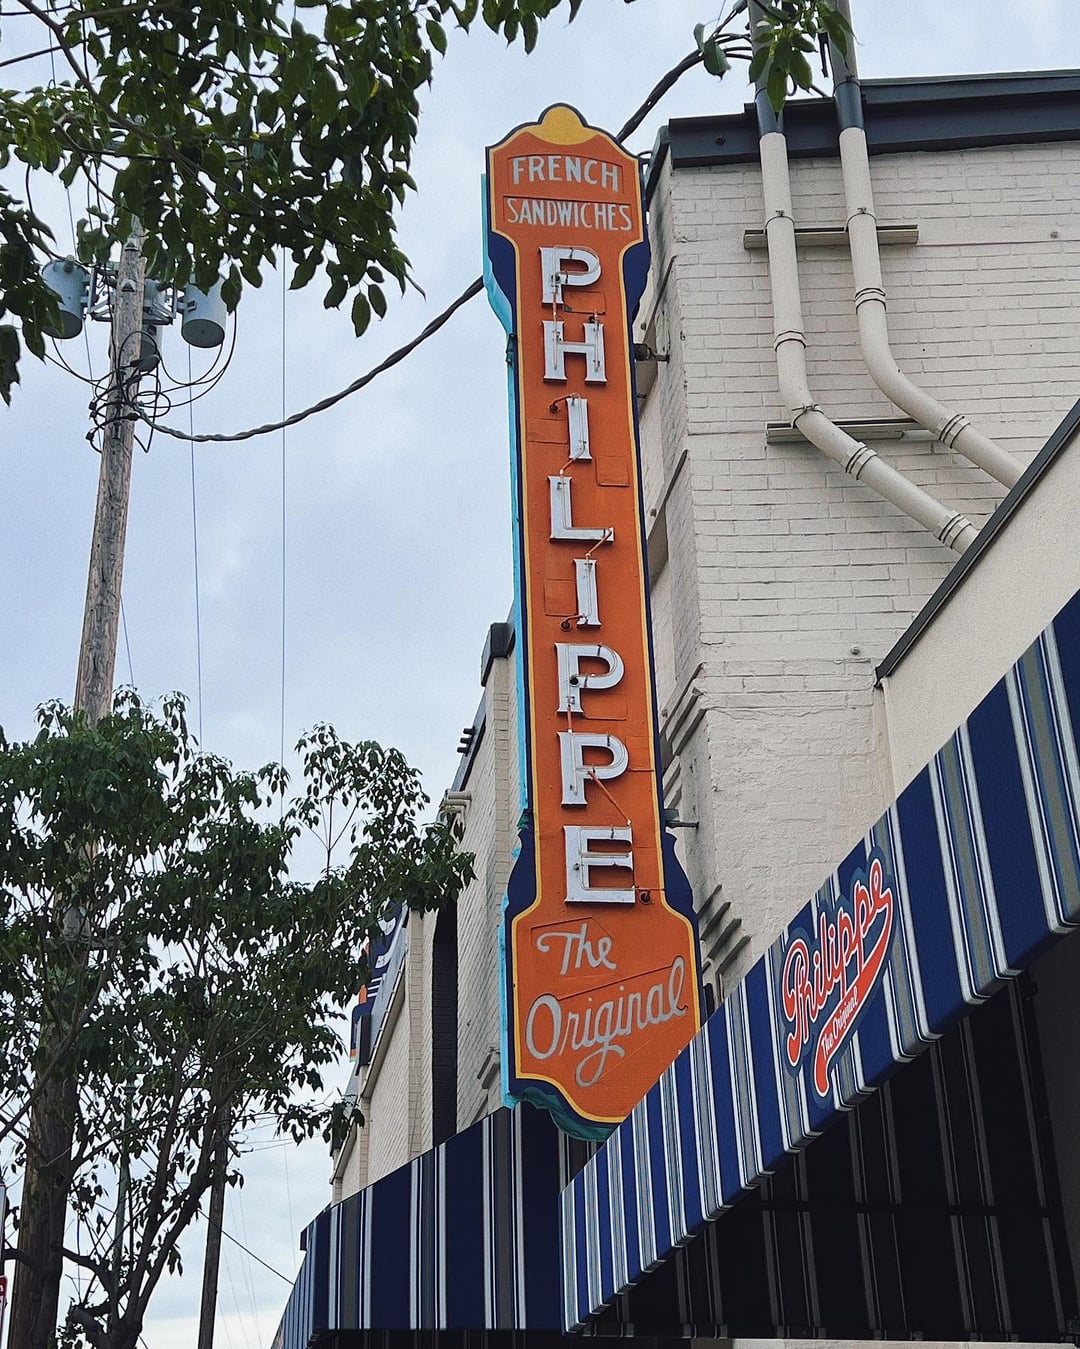 FRENCH
SANDWICHES
PHILIPPE
The
Original
Philippe
The Original